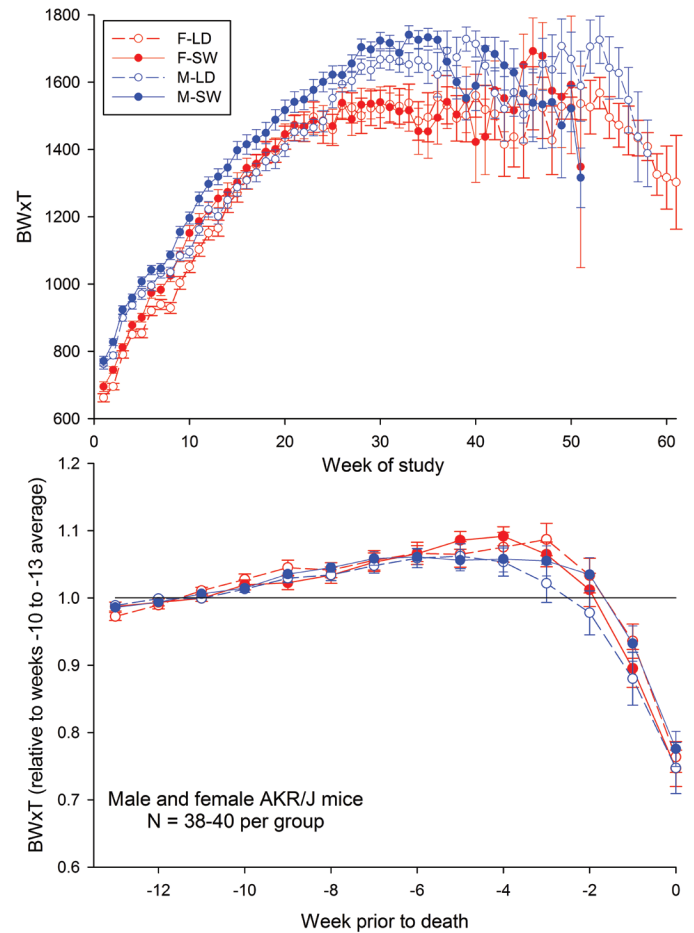 1800
1600
1400
1200
1000
800
600
BWxT
F-LD
F-SW
M-LD
M-SW
0 10 20 30 40 50 60
Week of study
1.2
1.1
1.0
0.9
0.8
0.7
0.6
BWxT (relative to weeks -10 to -13 average)
Male and female AKR/J mice
N = 38-40 per group
-12 -10 -8 -6 -4 -2 0
Week prior to death